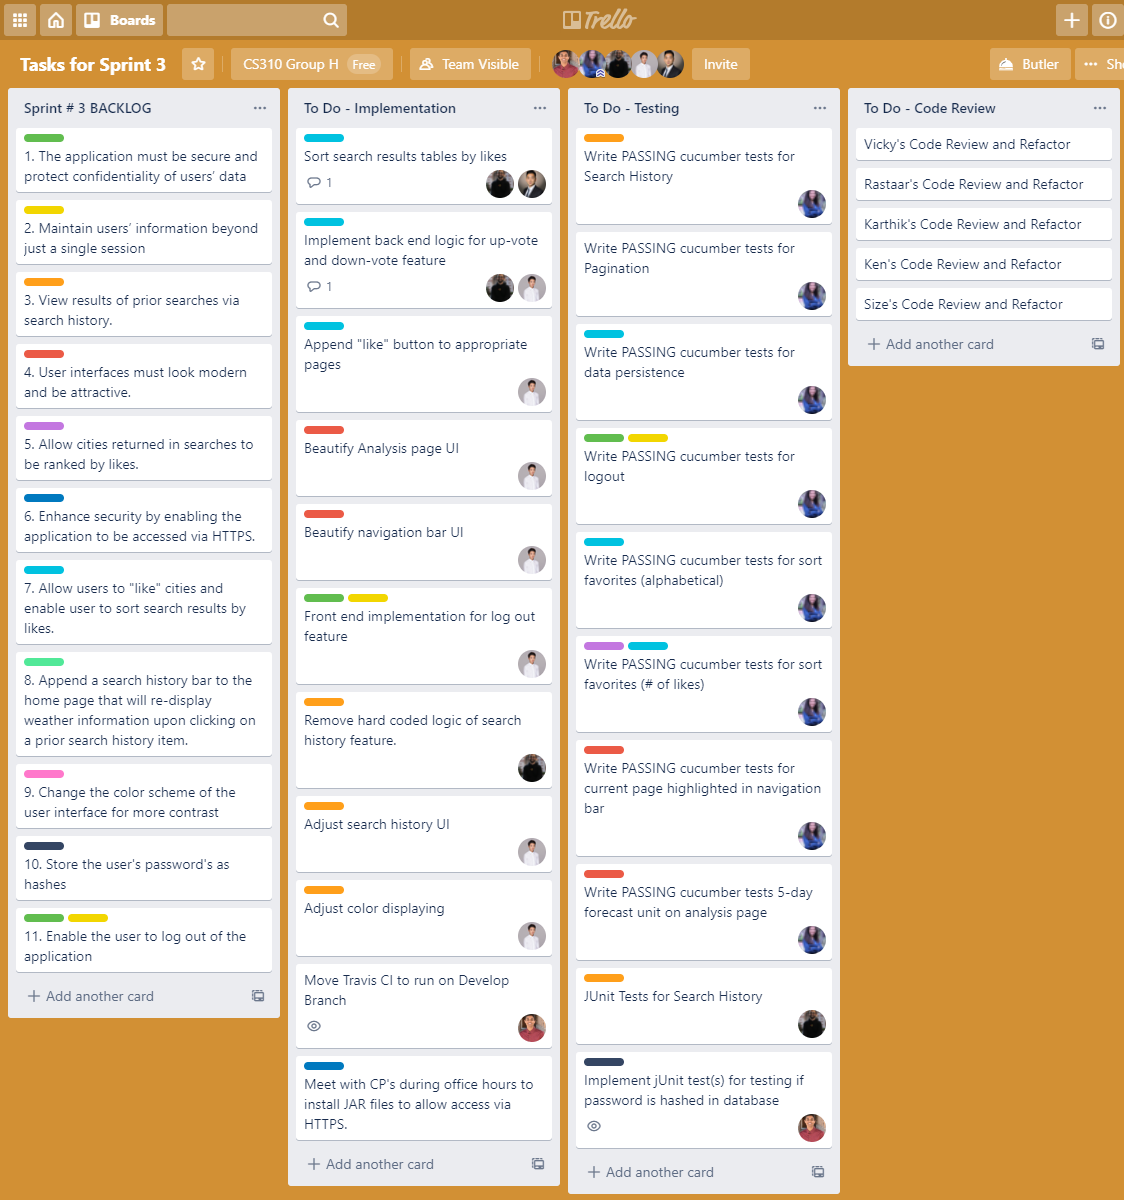 Boards
Trello
Tasks for Sprint 3
CS310 Group H
Free
Team Visible
Invite
Butler
Sprint # 3 BACKLOG
1. The application must be secure and
protect confidentiality of users’ data
2. Maintain users’ information beyond
just a single session
3. View results of prior searches via
search history.
4. User interfaces must look modern
and be attractive.
5. Allow cities returned in searches to
be ranked by likes.
6. Enhance security by enabling the
application to be accessed via HTTPS.
7. Allow users to "like" cities and
enable user to sort search results by
likes.
8. Append a search history bar to the
home page that will re-display
weather information upon clicking on
a prior search history item.
9. Change the color scheme of the
user interface for more contrast
10. Store the user's password's as
hashes
11. Enable the user to log out of the
application
+ Add another card
To Do - Implementation
Sort search results tables by likes
1
Implement back end logic for up-vote
and down-vote feature
1
Append "like" button to appropriate
pages
Beautify Analysis page UI
Beautify navigation bar UI
Front end implementation for log out
feature
Remove hard coded logic of search
history feature.
Adjust search history UI
Adjust color displaying
Move Travis CI to run on Develop
Branch
Meet with CP's during office hours to
install JAR files to allow access via
HTTPS.
+ Add another card
To Do - Testing
Write PASSING cucumber tests for
Search History
Write PASSING cucumber tests for
Pagination
Write PASSING cucumber tests for
data persistence
Write PASSING cucumber tests for
logout
Write PASSING cucumber tests for sort
favorites (alphabetical)
Write PASSING cucumber tests for sort
favorites (# of likes)
Write PASSING cucumber tests for
current page highlighted in navigation
bar
Write PASSING cucumber tests 5-day
forecast unit on analysis page
JUnit Tests for Search History
Implement jUnit test(s) for testing if
password is hashed in database
+ Add another card
To Do - Code Review
Vicky's Code Review and Refactor
Rastaar's Code Review and Refactor
Karthik's Code Review and Refactor
Ken's Code Review and Refactor
Size's Code Review and Refactor
+ Add another card